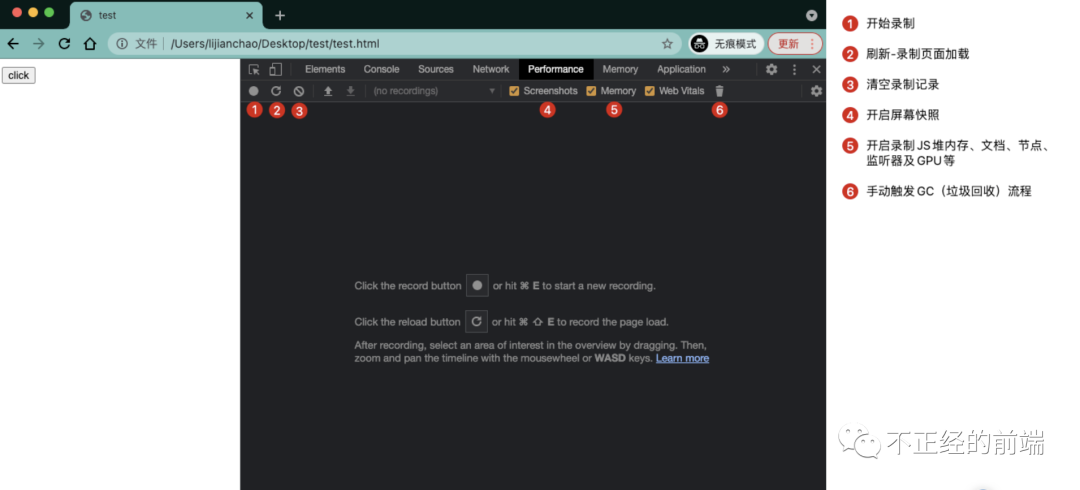 test
文件 /Users/lijianchao/Desktop/test/test.html 无痕模式 更新
click
Elements Console Sources Network Performance Memory Application »
(no recordings) Screenshots Memory Web Vitals
1 2 3 4 5 6
Click the record button or hit ⌘ E to start a new recording.
Click the reload button or hit ⌘ ⇧ E to record the page load.
After recording, select an area of interest in the overview by dragging. Then,
zoom and pan the timeline with the mousewheel or WASD keys. Learn more
1 开始录制
2 刷新-录制页面加载
3 清空录制记录
4 开启屏幕快照
5 开启录制JS堆内存、文档、节点、
监听器及GPU等
6 手动触发GC（垃圾回收）流程
不正经的前端